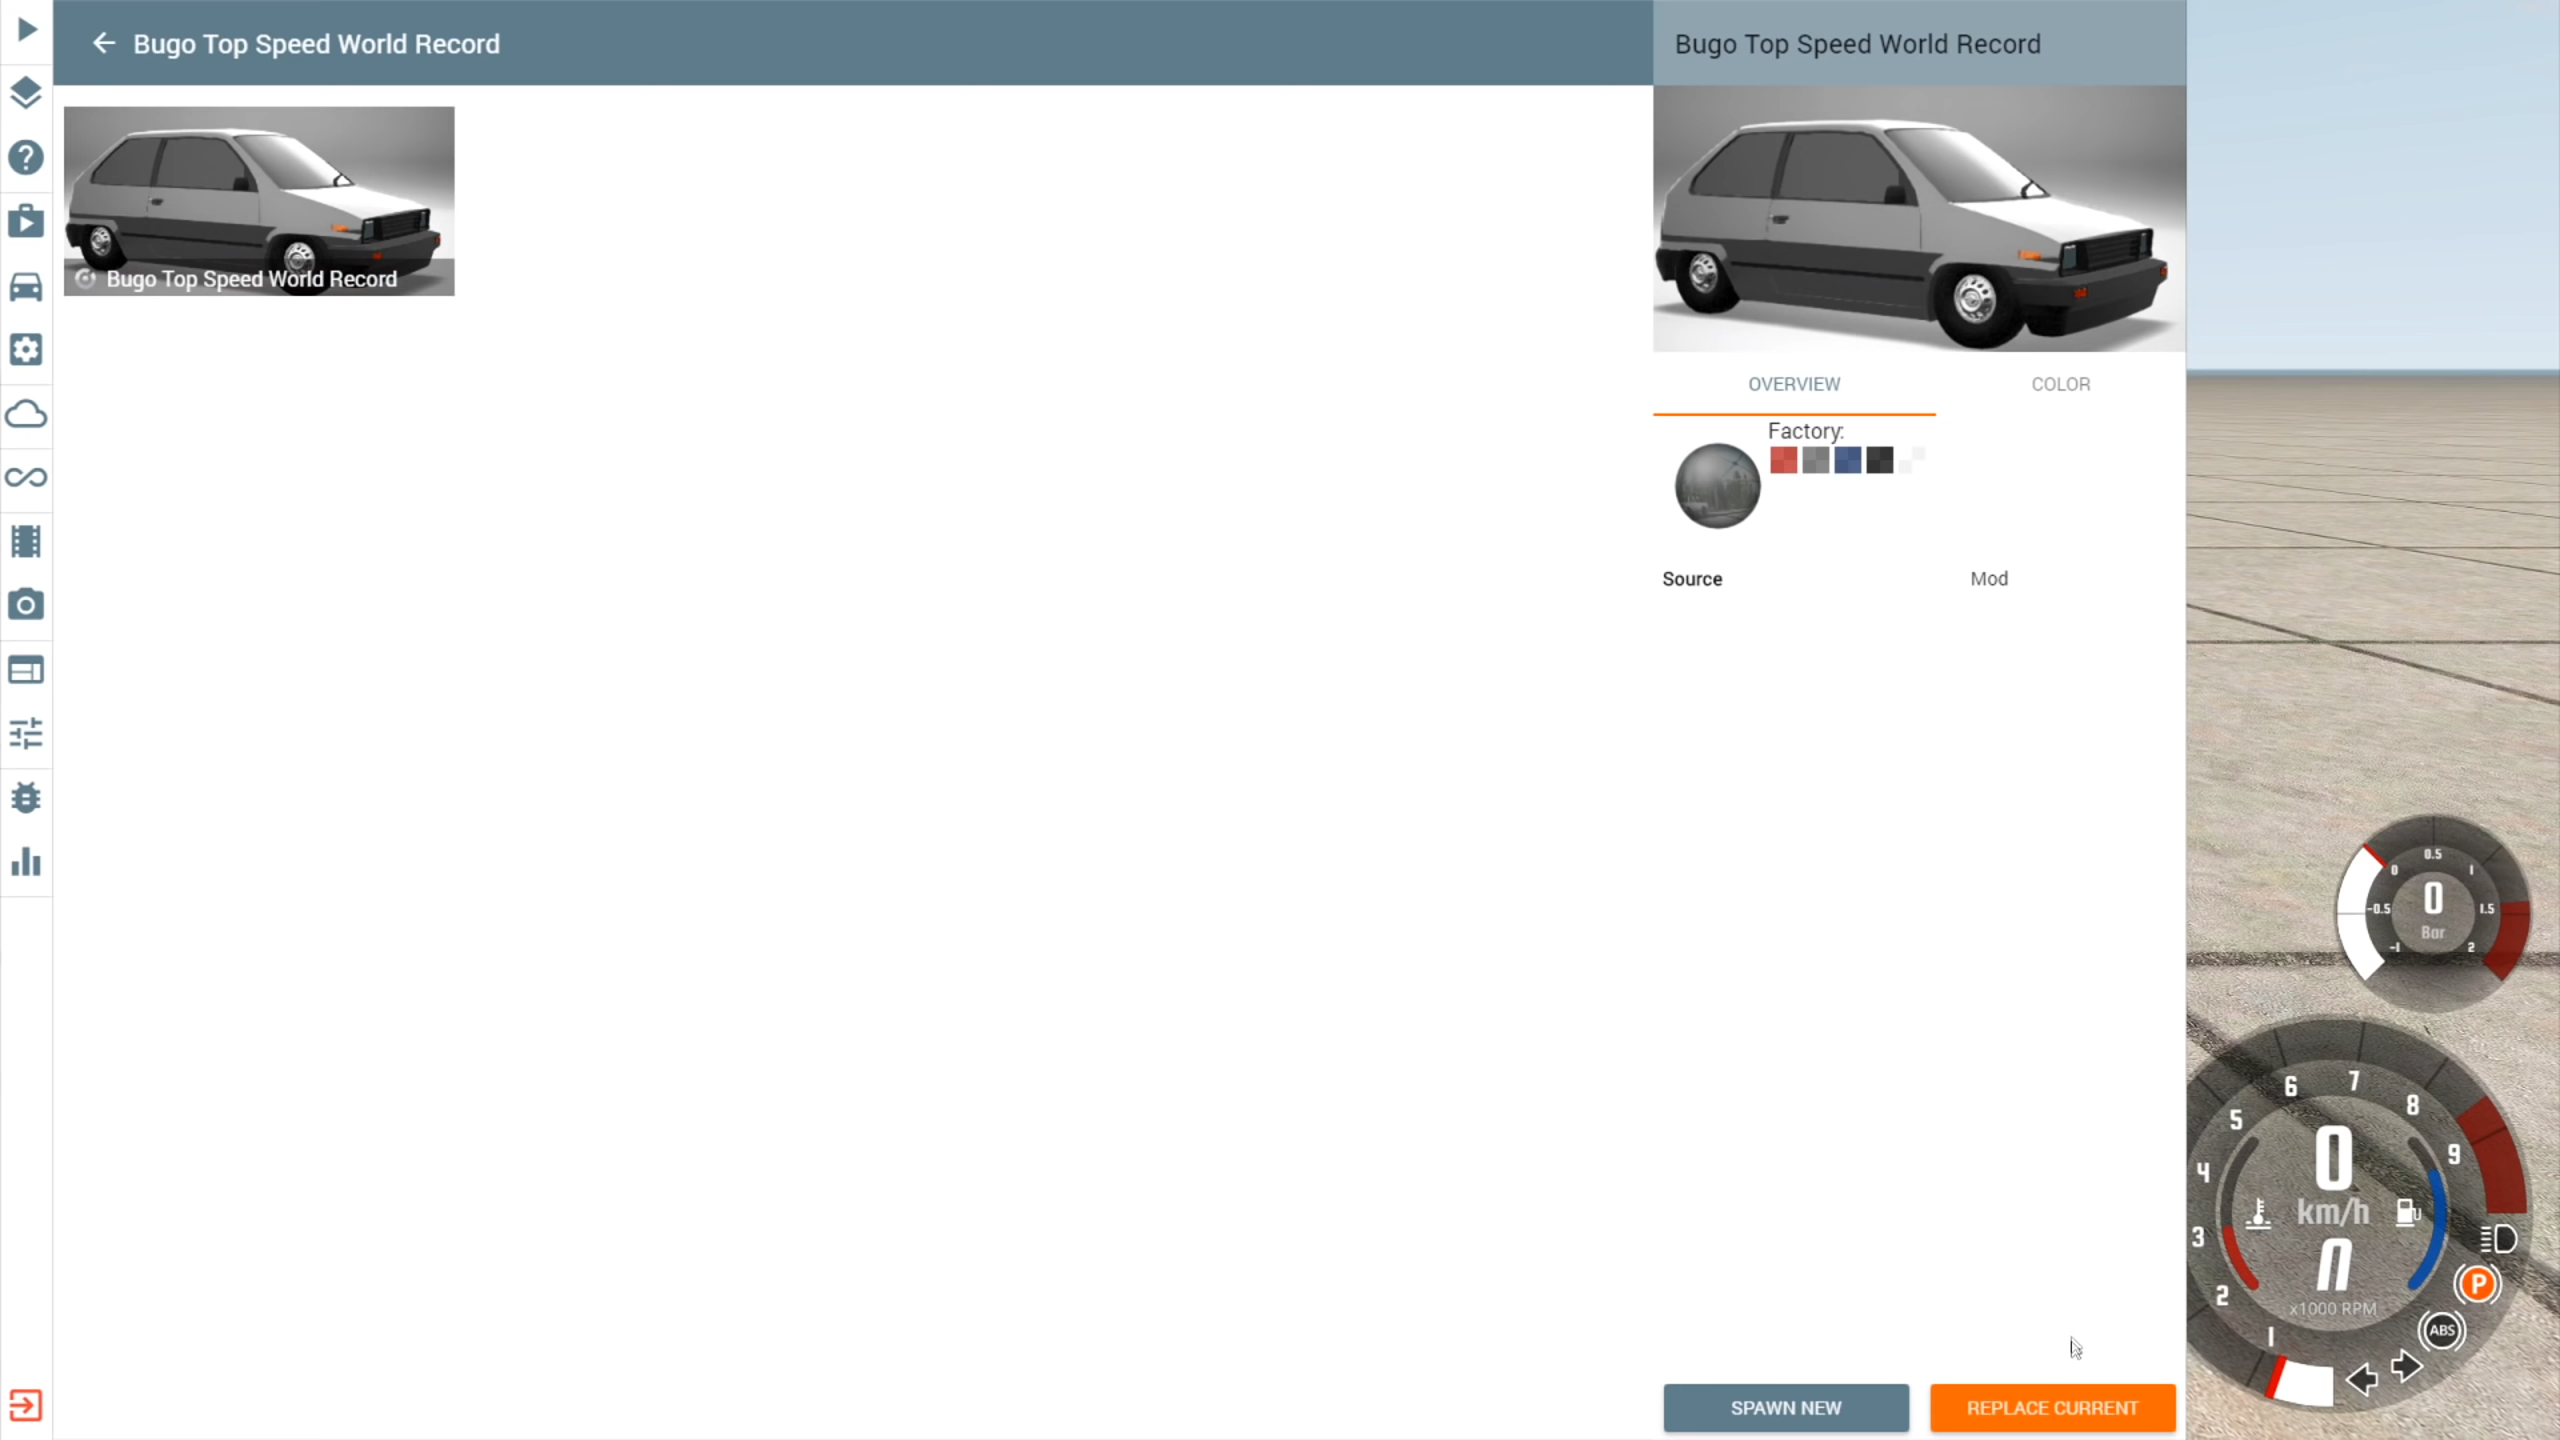 Bugo Top Speed World Record
Bugo Top Speed World Record
Bugo Top Speed World Record
OVERVIEW
COLOR
Factory:
Source
Mod
SPAWN NEW
REPLACE CURRENT
0.5
0
1
-0.5
0
1.5
Bar
-1
2
6
7
5
8
4
9
0
km/h
3
n
P
2
x1000 RPM
1
ABS